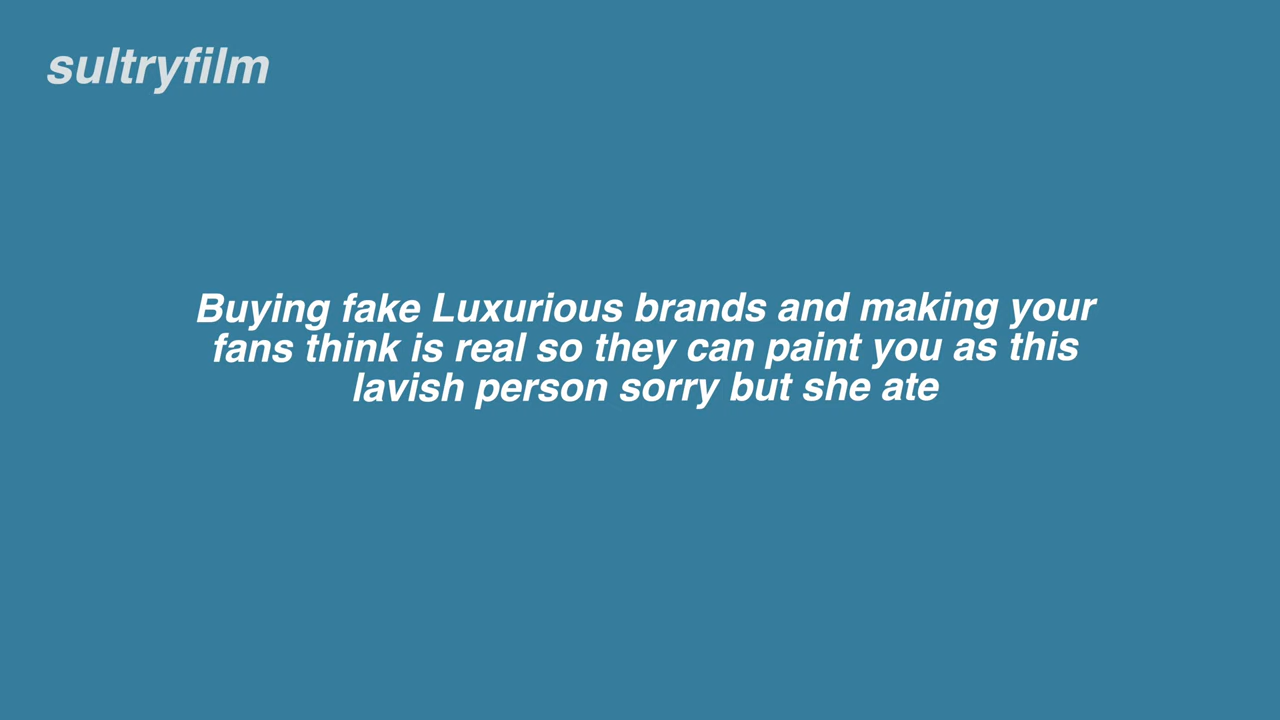 sultryfilm
Buying fake Luxurious brands and making your
fans think is real so they can paint you as this
lavish person sorry but she ate